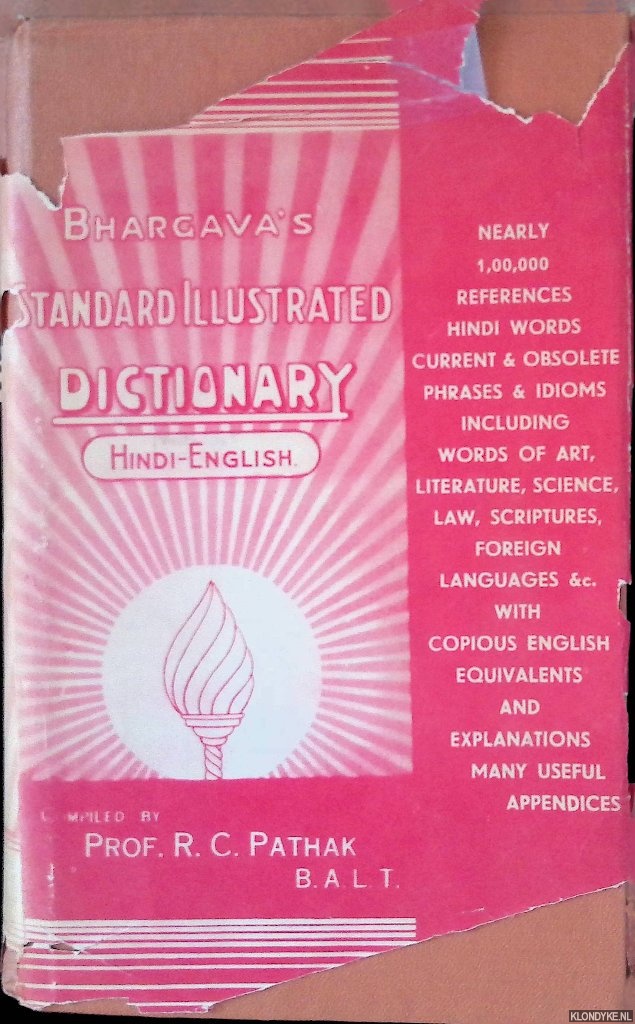 BHARGAVA'S
STANDARD ILLUSTRATED
DICTIONARY
HINDI-ENGLISH.
NEARLY
1,00,000
REFERENCES
HINDI WORDS
CURRENT & OBSOLETE
PHRASES & IDIOMS
INCLUDING
WORDS OF ART,
LITERATURE, SCIENCE,
LAW, SCRIPTURES,
FOREIGN
LANGUAGES &c.
WITH
COPIOUS ENGLISH
EQUIVALENTS
AND
EXPLANATIONS
MANY USEFUL
APPENDICES
COMPILED BY
PROF. R. C. PATHAK
B. A. L. T.
KLONDYKE.NL